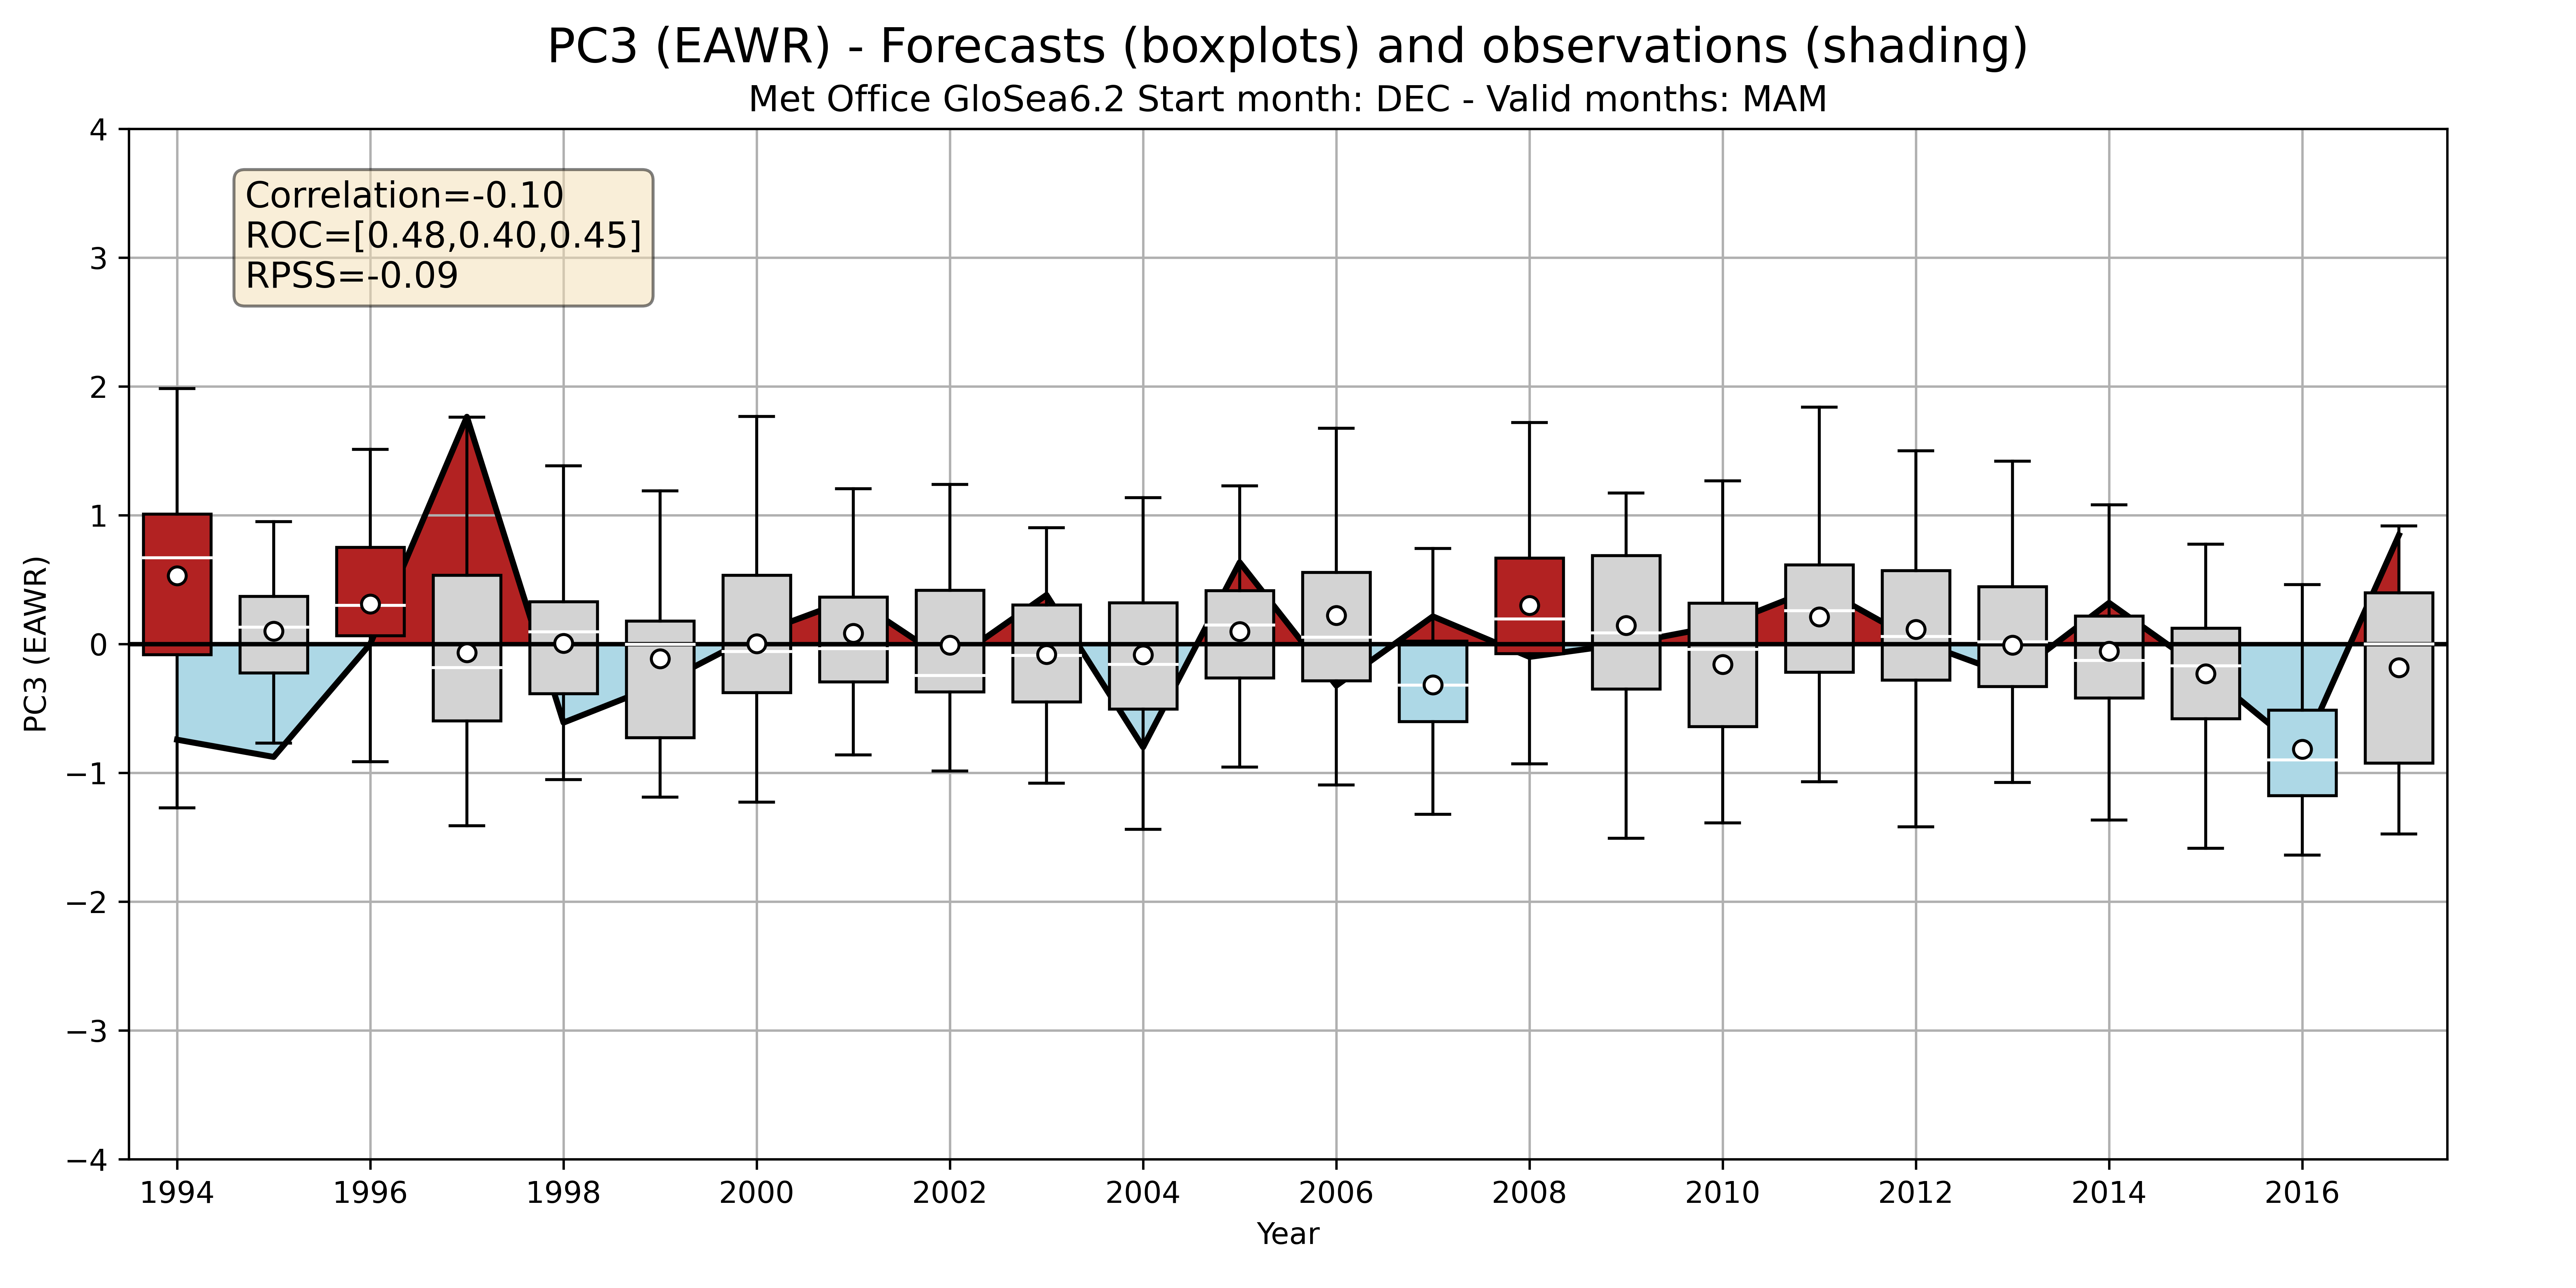 PC3 (EAWR) - Forecasts (boxplots) and observations (shading)
Met Office GloSea6.2 Start month: DEC - Valid months: MAM
Correlation=-0.10
ROC=[0.48,0.40,0.45]
RPSS=-0.09
PC3 (EAWR)
4
3
2
1
0
−1
−2
−3
−4
1994 1996 1998 2000 2002 2004 2006 2008 2010 2012 2014 2016
Year